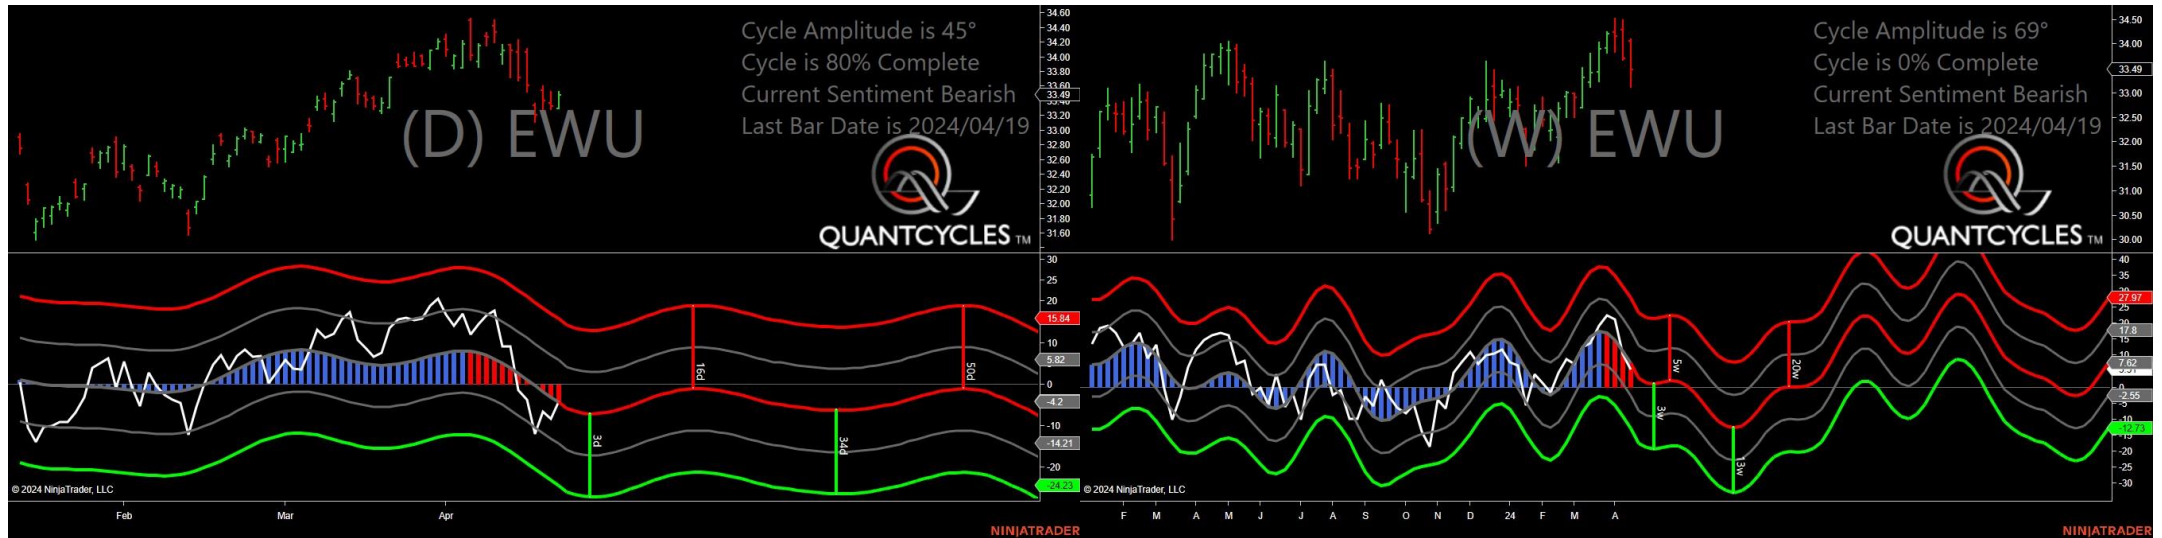 Cycle Amplitude is 45°
Cycle is 80% Complete
Current Sentiment Bearish
Last Bar Date is 2024/04/19
(D) EWU
QUANTCYCLES TM
34.60
34.40
34.20
34.00
33.80
33.60
33.49
33.20
33.00
32.80
32.60
32.40
32.20
32.00
31.80
31.60
30
25
20
15.84
10
5.82
0
-4.2
-10
-14.21
-20
-24.23
3d
16d
34d
50d
© 2024 NinjaTrader, LLC
Feb Mar Apr
NINJATRADER
Cycle Amplitude is 69°
Cycle is 0% Complete
Current Sentiment Bearish
Last Bar Date is 2024/04/19
(W) EWU
QUANTCYCLES TM
34.50
34.00
33.49
33.00
32.50
32.00
31.50
31.00
30.50
30.00
40
35
27.97
17.8
7.62
-2.55
-10
-12.73
-20
-25
-30
3w
5w
13w
20w
© 2024 NinjaTrader, LLC
F M A M J J A S O N D 24 F M A
NINJATRADER